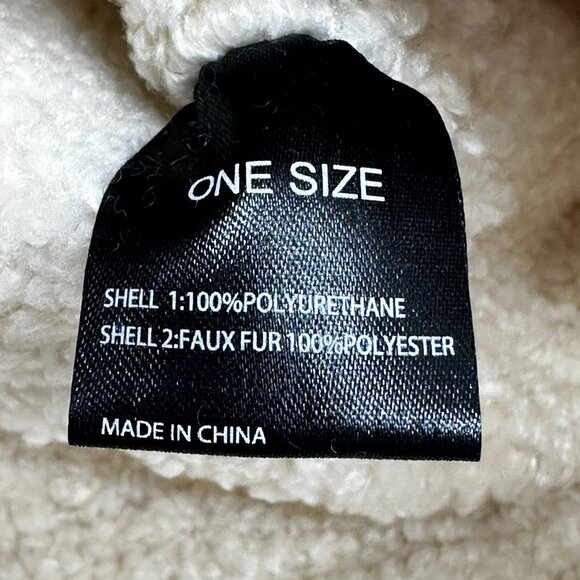 ONE SIZE
SHELL 1:100%POLYURETHANE
SHELL 2:FAUX FUR 100%POLYESTER
MADE IN CHINA